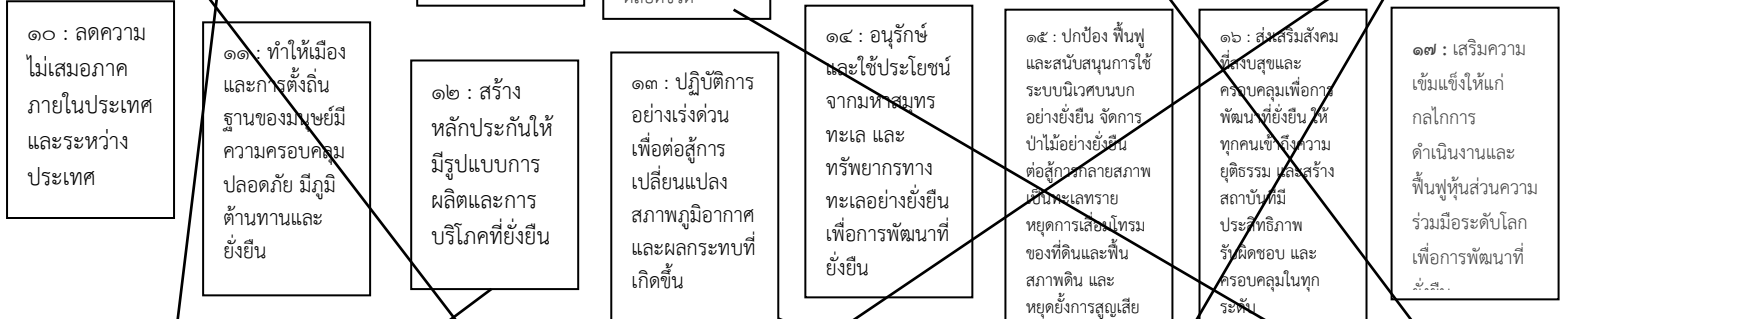 ๑๐ : ลดความ
ไม่เสมอภาค
ภายในประเทศ
และระหว่าง
ประเทศ
๑๑ : ทำให้เมือง
และการตั้งถิ่น
ฐานของมนุษย์มี
ความครอบคลุม
ปลอดภัย มีภูมิ
ต้านทานและ
ยั่งยืน
๑๒ : สร้าง
หลักประกันให้
มีรูปแบบการ
ผลิตและการ
บริโภคที่ยั่งยืน
๑๓ : ปฏิบัติการ
อย่างเร่งด่วน
เพื่อต่อสู้การ
เปลี่ยนแปลง
สภาพภูมิอากาศ
และผลกระทบที่
เกิดขึ้น
๑๔ : อนุรักษ์
และใช้ประโยชน์
จากมหาสมุทร
ทะเล และ
ทรัพยากรทาง
ทะเลอย่างยั่งยืน
เพื่อการพัฒนาที่
ยั่งยืน
๑๕ : ปกป้อง ฟื้นฟู
และสนับสนุนการใช้
ระบบนิเวศบนบก
อย่างยั่งยืน จัดการ
ป่าไม้อย่างยั่งยืน
ต่อสู้การกลายสภาพ
เป็นทะเลทราย
หยุดการเสื่อมโทรม
ของที่ดินและฟื้น
สภาพดิน และ
หยุดยั้งการสูญเสีย
๑๖ : ส่งเสริมสังคม
ที่สงบสุขและ
ครอบคลุมเพื่อการ
พัฒนาที่ยั่งยืน ให้
ทุกคนเข้าถึงความ
ยุติธรรม และสร้าง
สถาบันที่มี
ประสิทธิภาพ
รับผิดชอบ และ
ครอบคลุมในทุก
ระดับ
๑๗ : เสริมความ
เข้มแข็งให้แก่
กลไกการ
ดำเนินงานและ
ฟื้นฟูหุ้นส่วนความ
ร่วมมือระดับโลก
เพื่อการพัฒนาที่